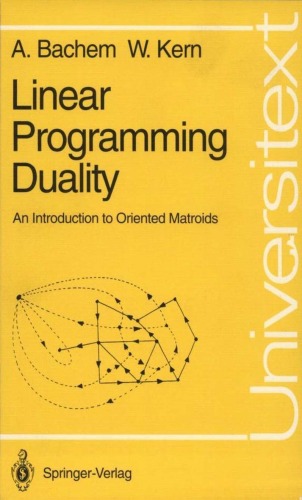 A. Bachem W. Kern
Linear
Programming
Duality
An Introduction to Oriented Matroids
Universitext
Springer-Verlag